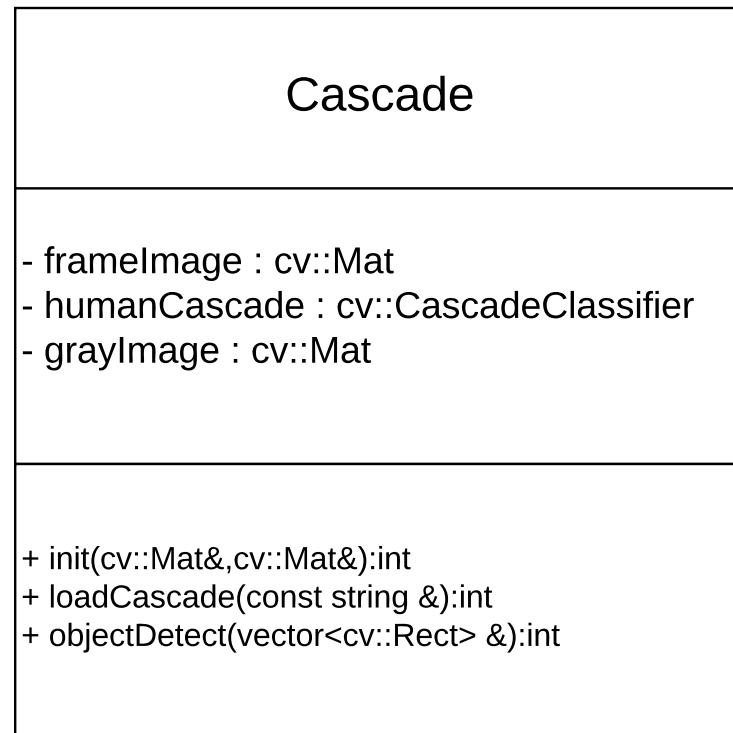 Cascade
- frameImage : cv::Mat
- humanCascade : cv::CascadeClassifier
- grayImage : cv::Mat
+ init(cv::Mat&,cv::Mat&):int
+ loadCascade(const string &):int
+ objectDetect(vector<cv::Rect> &):int